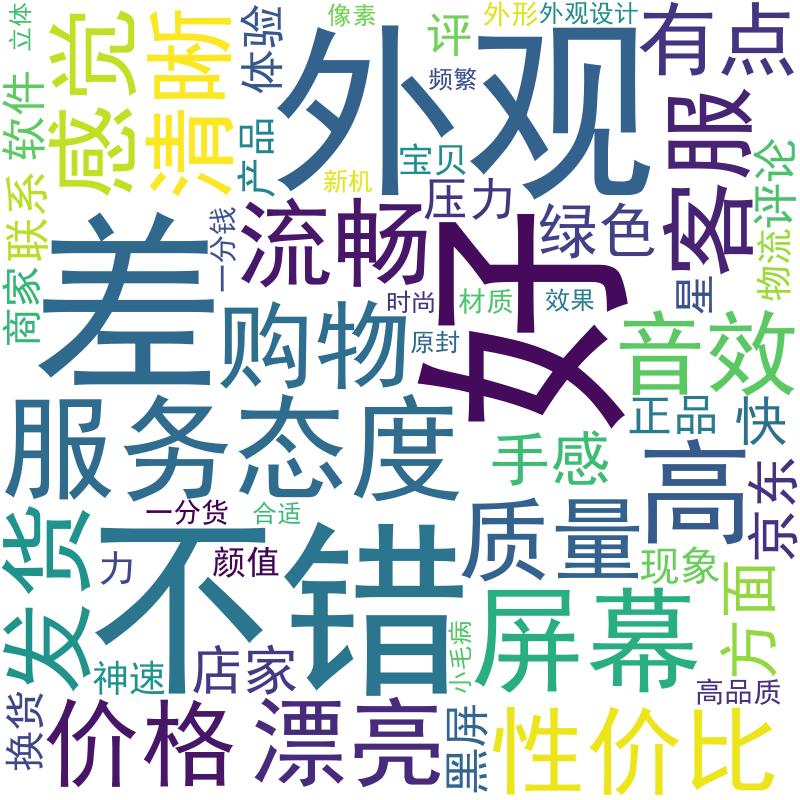 立体
像素
外形
外观设计
感觉
清晰
体验
评
有点
外观
频繁
软件
产品
宝贝
新机
客服
联系
压力
评论
一分钱
流畅
绿色
物流
商家
差
好
星
时尚
材质
效果
购物
原封
音效
服务态度
正品
快
手感
高
京东
一分货
合适
质量
发货
不错
力
颜值
现象
方面
屏幕
小毛病
神速
店家
高品质
换货
价格
漂亮
黑屏
性价比